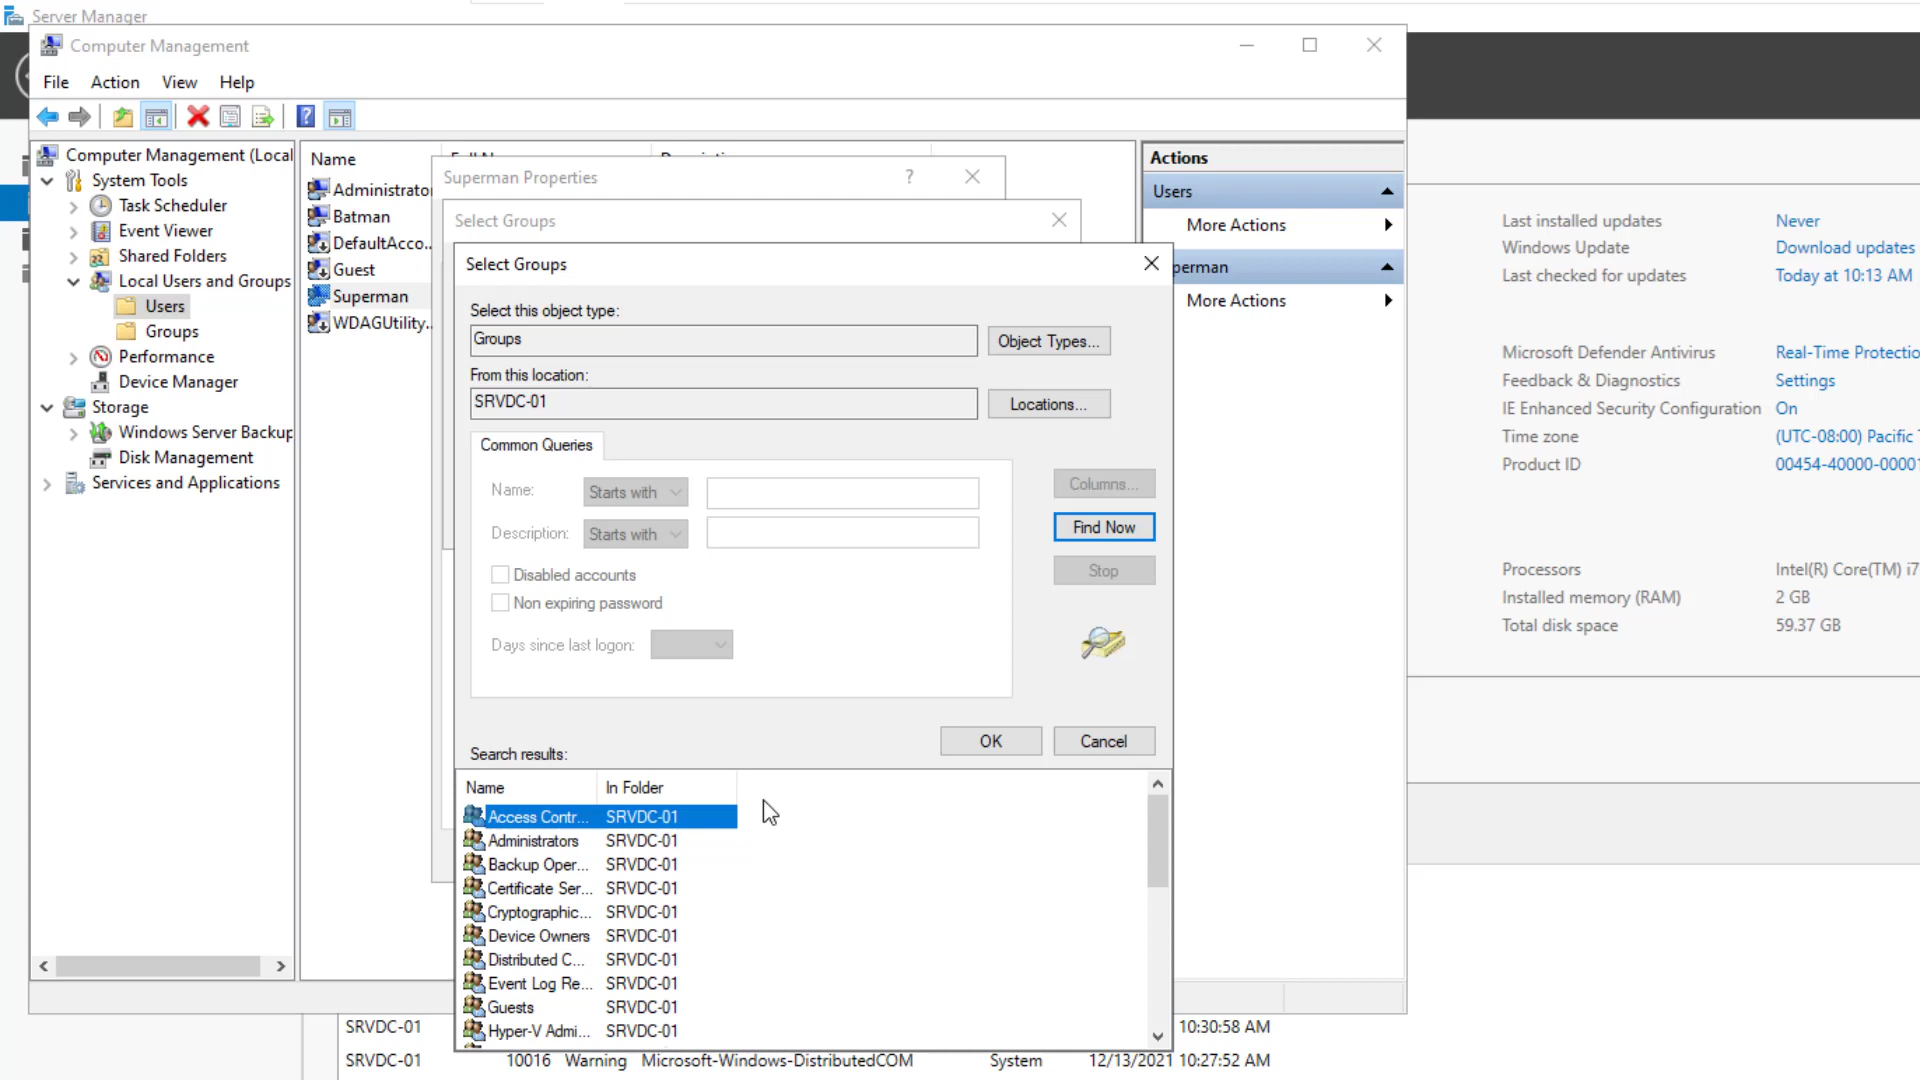 Server Manager
Computer Management
File Action View Help
Computer Management (Local
System Tools
Task Scheduler
Event Viewer
Shared Folders
Local Users and Groups
Users
Groups
Performance
Device Manager
Storage
Windows Server Backup
Disk Management
Services and Applications
Name
Administrator
Batman
DefaultAcco...
Guest
Superman
WDAGUtility...
Superman Properties
?
Select Groups
Select Groups
Select this object type:
Groups
Object Types...
From this location:
SRVDC-01
Locations...
Common Queries
Name: Starts with
Description: Starts with
Disabled accounts
Non expiring password
Days since last logon:
Columns...
Find Now
Stop
OK
Cancel
Search results:
Name In Folder
Access Contr... SRVDC-01
Administrators SRVDC-01
Backup Oper... SRVDC-01
Certificate Ser... SRVDC-01
Cryptographic... SRVDC-01
Device Owners SRVDC-01
Distributed C... SRVDC-01
Event Log Re... SRVDC-01
Guests SRVDC-01
Hyper-V Admi... SRVDC-01
Actions
Users
More Actions
perman
More Actions
Last installed updates Never
Windows Update Download updates
Last checked for updates Today at 10:13 AM
Microsoft Defender Antivirus Real-Time Protectio
Feedback & Diagnostics Settings
IE Enhanced Security Configuration On
Time zone (UTC-08:00) Pacific T
Product ID 00454-40000-00001
Processors Intel(R) Core(TM) i7
Installed memory (RAM) 2 GB
Total disk space 59.37 GB
SRVDC-01 10:30:58 AM
SRVDC-01 10016 Warning Microsoft-Windows-DistributedCOM System 12/13/2021 10:27:52 AM